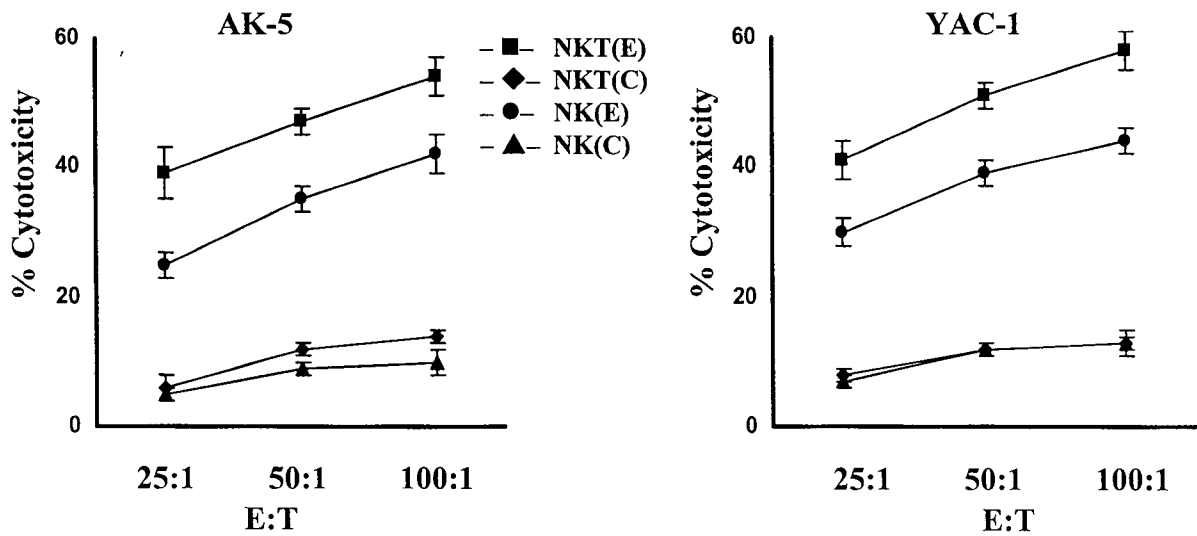 AK-5
60
40
20
0
% Cytotoxicity
25:1 50:1 100:1
E:T
NKT(E)
NKT(C)
NK(E)
NK(C)
YAC-1
60
40
20
0
% Cytotoxicity
25:1 50:1 100:1
E:T